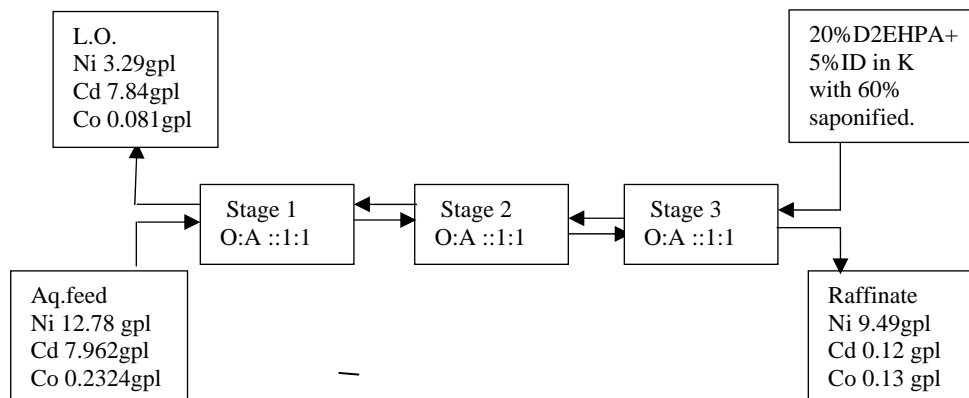 L.O.
Ni 3.29gpl
Cd 7.84gpl
Co 0.081gpl
20%D2EHPA+
5%ID in K
with 60%
saponified.
Stage 1
O:A ::1:1
Stage 2
O:A ::1:1
Stage 3
O:A ::1:1
Aq.feed
Ni 12.78 gpl
Cd 7.962gpl
Co 0.2324gpl
Raffinate
Ni 9.49gpl
Cd 0.12 gpl
Co 0.13 gpl